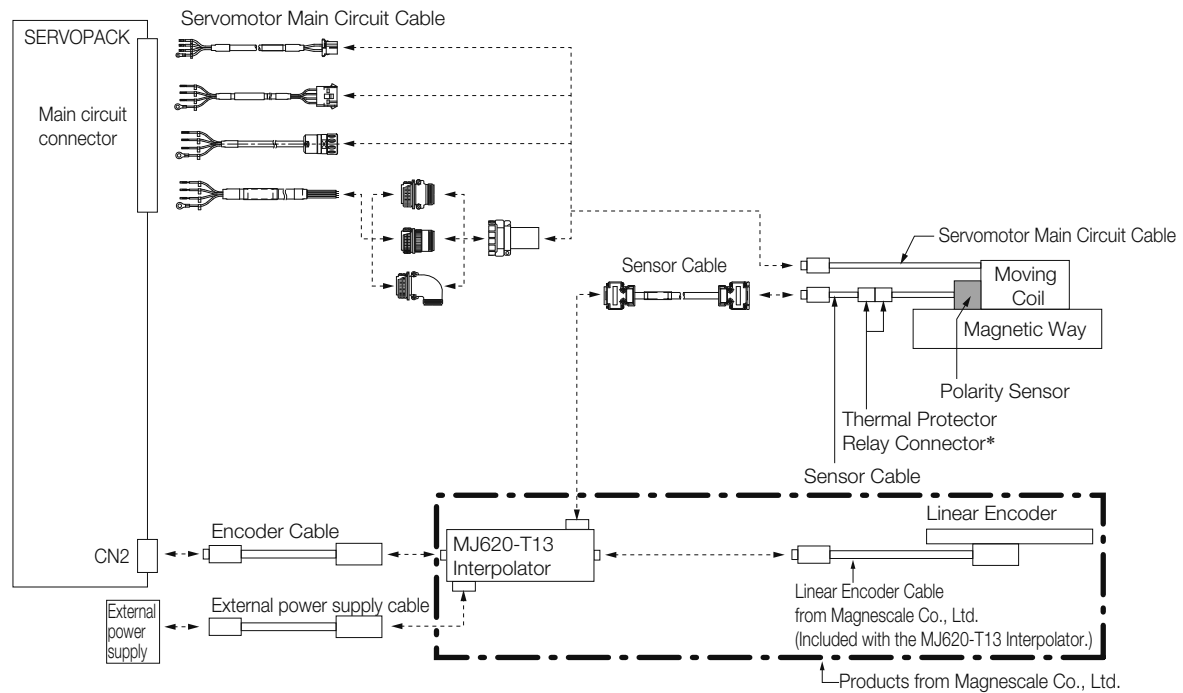 Servomotor Main Circuit Cable
SERVOPACK
Main circuit
connector
Servomotor Main Circuit Cable
Sensor Cable
Moving
Coil
Magnetic Way
Polarity Sensor
Thermal Protector
Relay Connector*
Sensor Cable
Linear Encoder
Encoder Cable
MJ620-T13
Interpolator
CN2
Linear Encoder Cable
from Magnescale Co., Ltd.
(Included with the MJ620-T13 Interpolator.)
External power supply cable
External
power
supply
Products from Magnescale Co., Ltd.